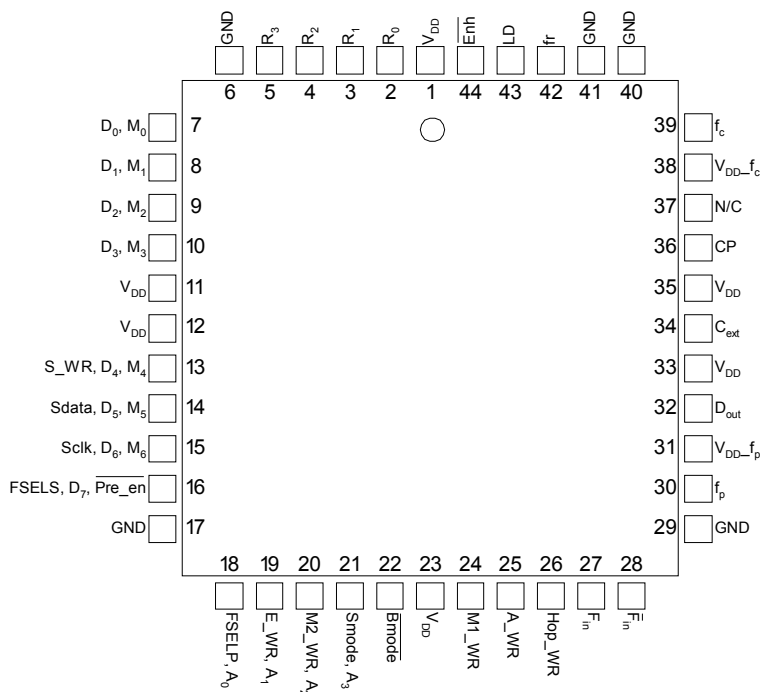 GND
R3
R2
R1
R0
VDD
Enh
LD
fr
GND
GND
6
5
4
3
2
1
44
43
42
41
40
D0, M0
7
D1, M1
8
D2, M2
9
D3, M3
10
VDD
11
VDD
12
S_WR, D4, M4
13
Sdata, D5, M5
14
Sclk, D6, M6
15
FSELS, D7, Pre_en
16
GND
17
39
fc
38
VDD_fc
37
N/C
36
CP
35
VDD
34
Cext
33
VDD
32
Dout
31
VDD_fp
30
fp
29
GND
18
19
20
21
22
23
24
25
26
27
28
FSELP, A0
E_WR, A1
M2_WR, A
Smode, A3
Bmode
VDD
M1_WR
A_WR
Hop_WR
Fin
Fin